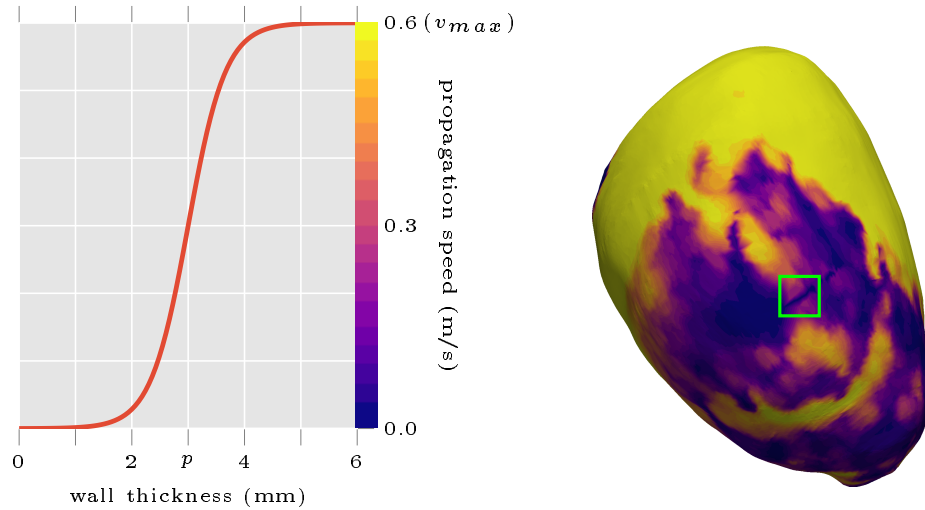 0.6 (vmax)
propagation speed (m/s)
0.3
0.0
0 2 p 4 6
wall thickness (mm)